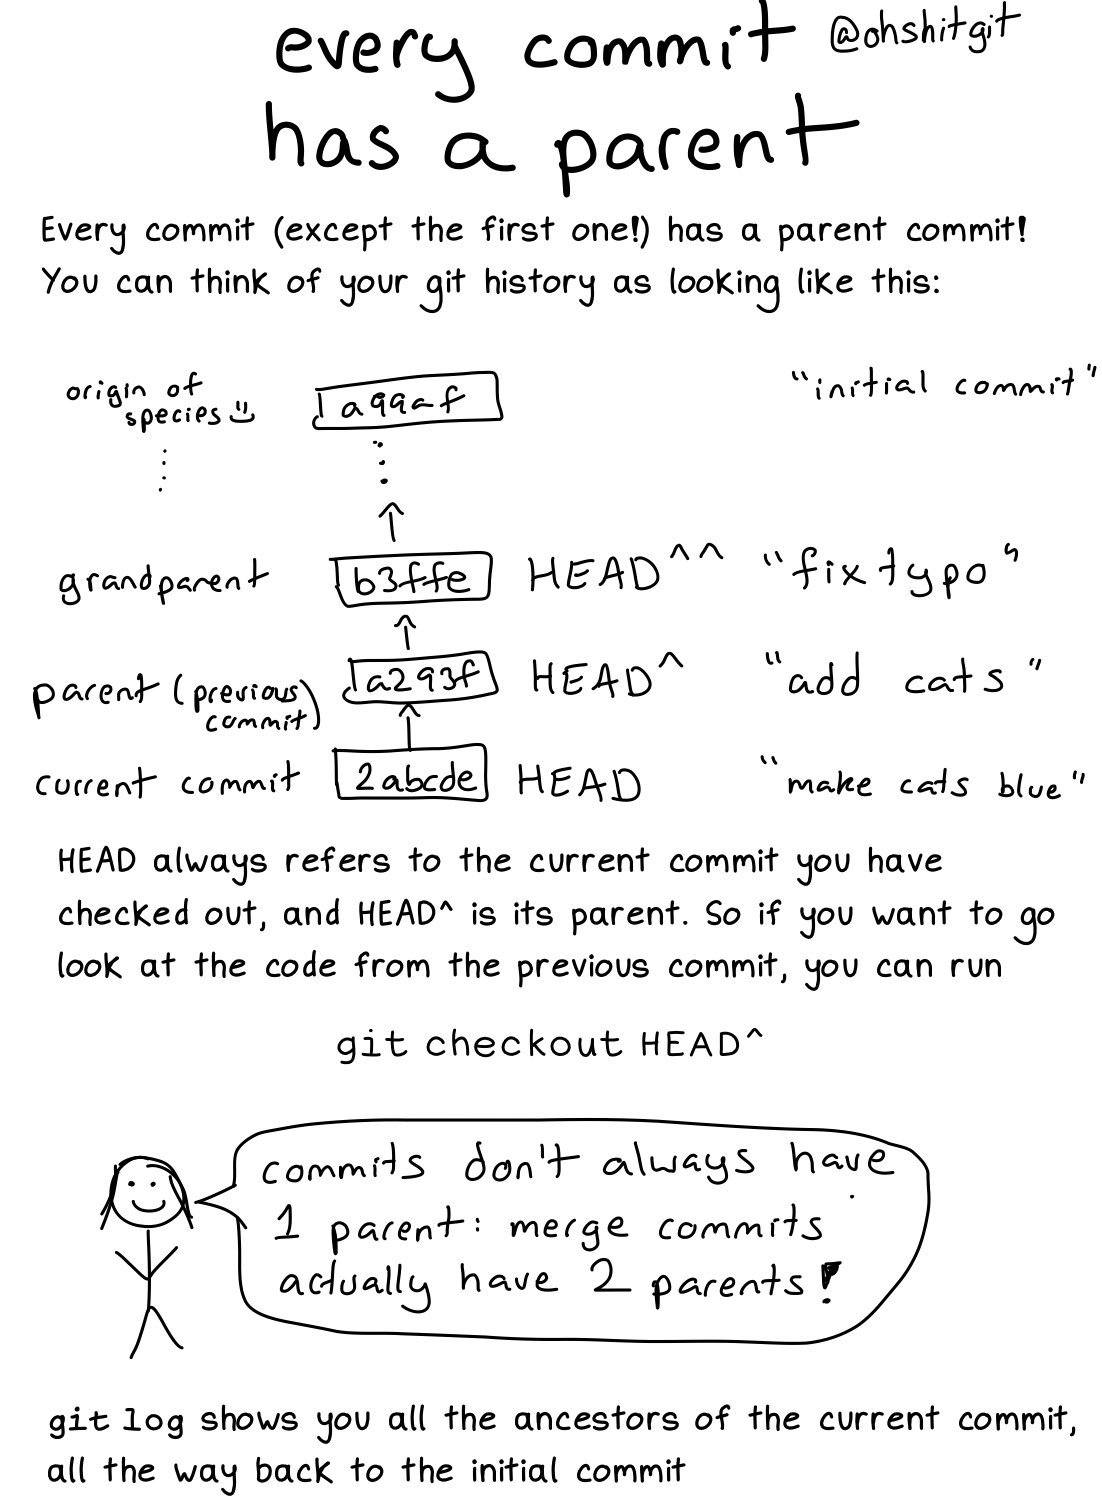 every commit @ohshitgit
has a parent
Every commit (except the first one!) has a parent commit!
You can think of your git history as looking like this:
origin of
species :) a99af "initial commit"
grandparent b3ffe HEAD^^ "fix typo"
parent (previous
commit) a293f HEAD^ "add cats"
current commit 2abcde HEAD "make cats blue"
HEAD always refers to the current commit you have
checked out, and HEAD^ is its parent. So if you want to go
look at the code from the previous commit, you can run
git checkout HEAD^
commits don't always have
1 parent: merge commits
actually have 2 parents!
git log shows you all the ancestors of the current commit,
all the way back to the initial commit